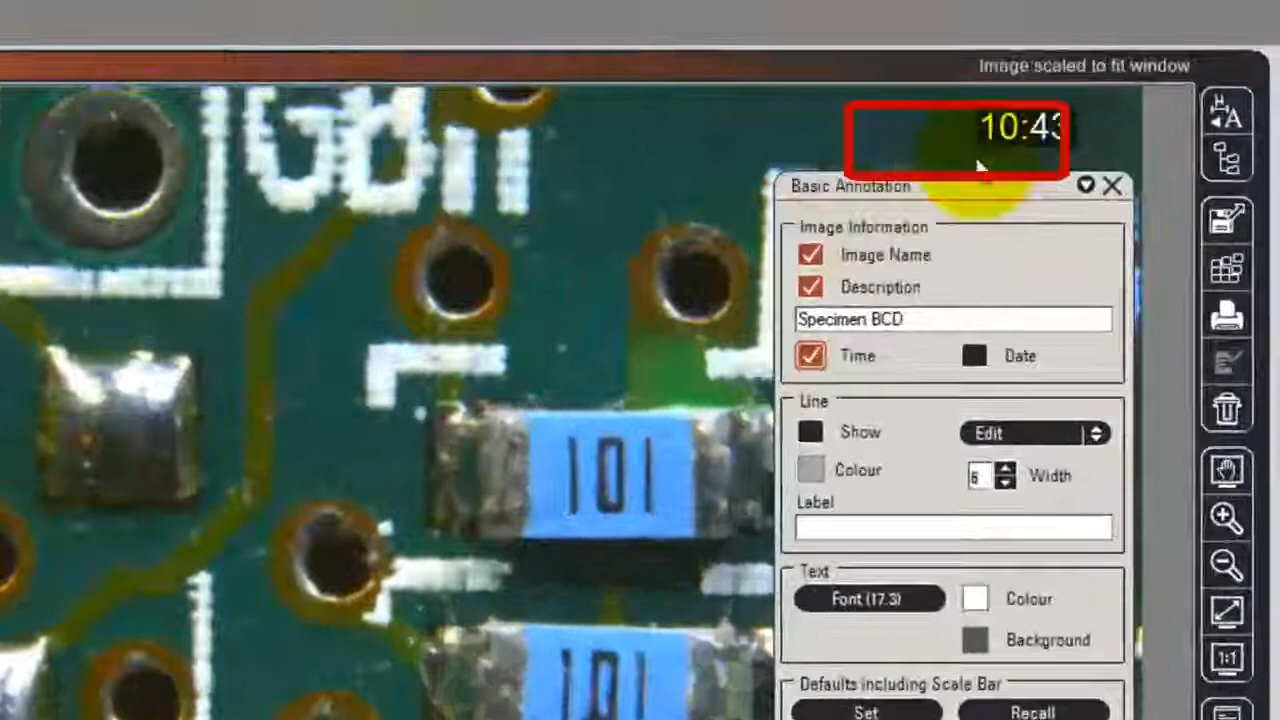 Image scaled to fit window
10:43
Basic Annotation
Image Information
Image Name
Description
Specimen BCD
Time
Date
Line
Show
Edit
Colour
6
Width
Label
Text
Font (17.3)
Colour
Background
Defaults including Scale Bar
Set
Recall
101
101
1:1